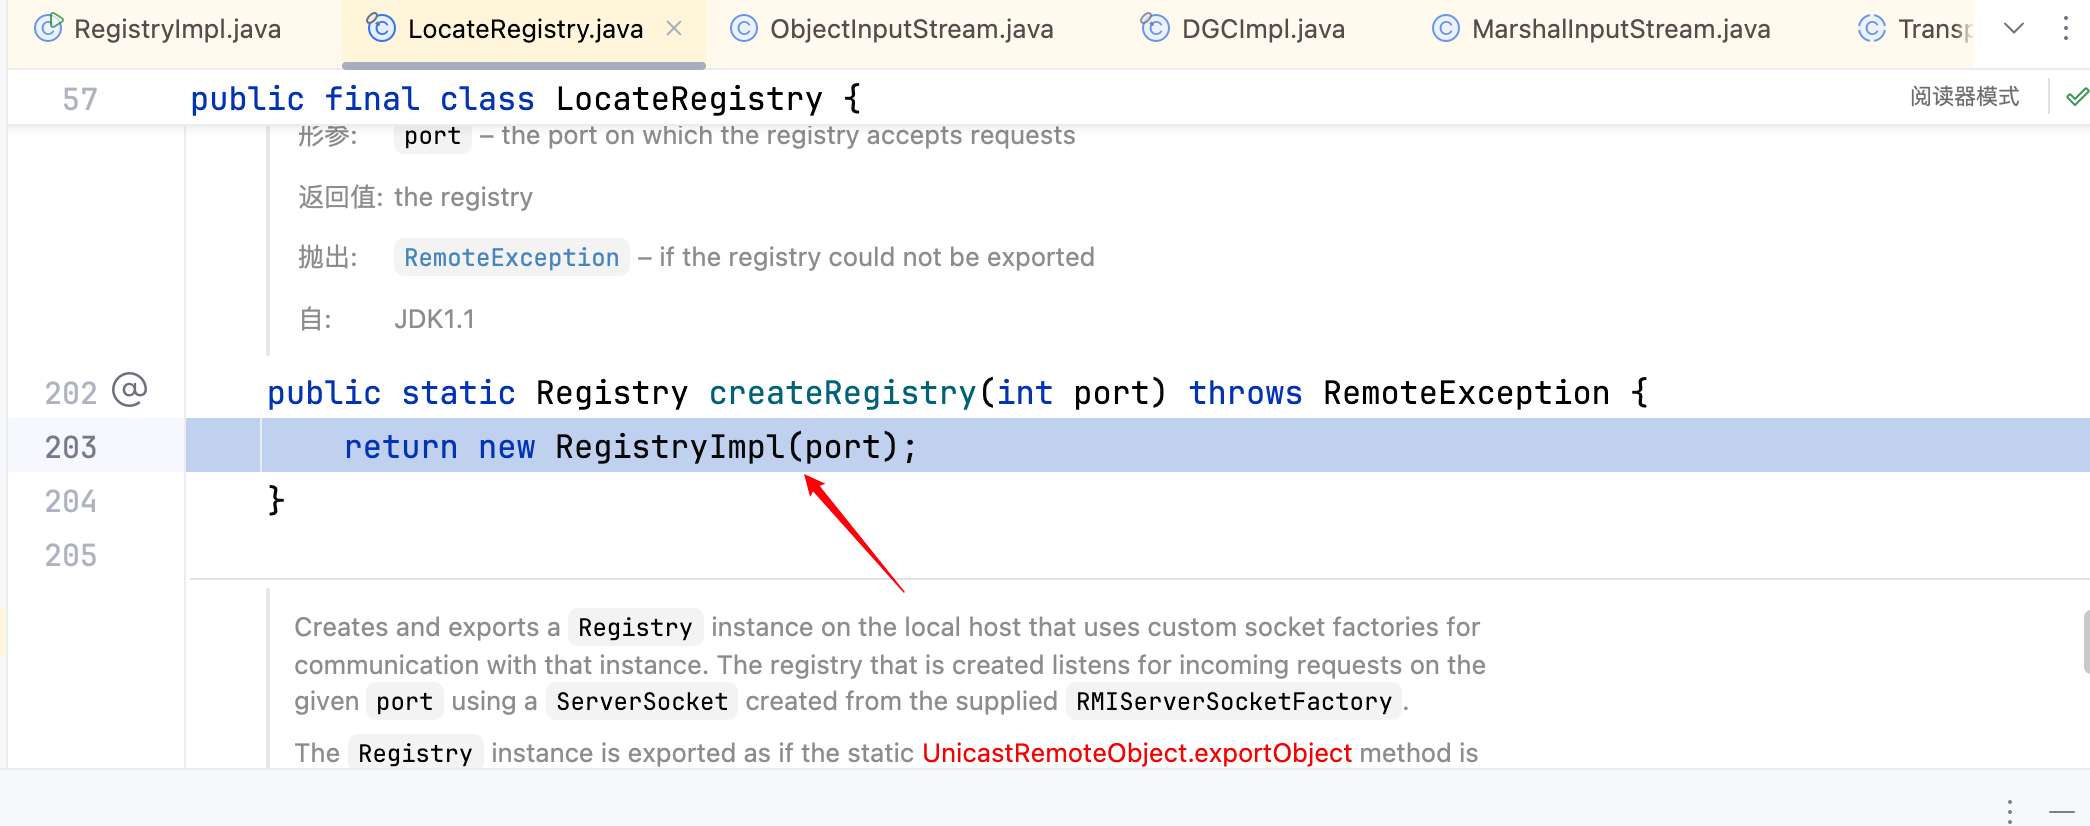 RegistryImpl.java LocateRegistry.java ObjectInputStream.java DGCImpl.java MarshalInputStream.java Transp
57 public final class LocateRegistry { 阅读器模式
形参: port – the port on which the registry accepts requests
返回值: the registry
抛出: RemoteException – if the registry could not be exported
自: JDK1.1
202 @ public static Registry createRegistry(int port) throws RemoteException {
203 return new RegistryImpl(port);
204 }
205
Creates and exports a Registry instance on the local host that uses custom socket factories for
communication with that instance. The registry that is created listens for incoming requests on the
given port using a ServerSocket created from the supplied RMIServerSocketFactory.
The Registry instance is exported as if the static UnicastRemoteObject.exportObject method is